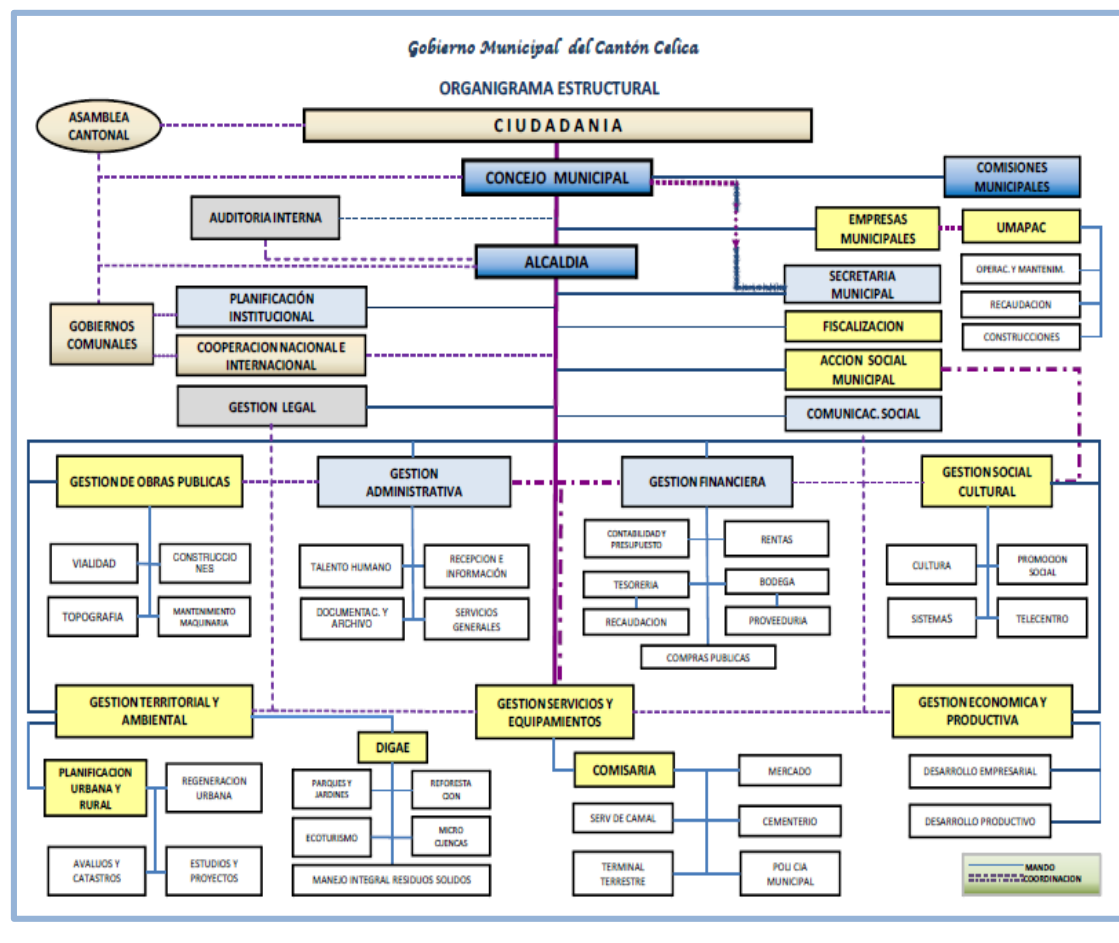 Gobierno Municipal del Cantón Celica
ORGANIGRAMA ESTRUCTURAL
ASAMBLEA
CANTONAL
CIUDADANIA
CONCEJO MUNICIPAL
COMISIONES
MUNICIPALES
AUDITORIA INTERNA
EMPRESAS
MUNICIPALES
UMAPAC
ALCALDIA
OPERAC. Y MANTENIM.
RECAUDACION
CONSTRUCCIONES
SECRETARIA
MUNICIPAL
PLANIFICACIÓN
INSTITUCIONAL
GOBIERNOS
COMUNALES
FISCALIZACION
COOPERACION NACIONAL E
INTERNACIONAL
ACCION SOCIAL
MUNICIPAL
GESTION LEGAL
COMUNICAC. SOCIAL
GESTION DE OBRAS PUBLICAS
GESTION
ADMINISTRATIVA
GESTION FINANCIERA
GESTION SOCIAL
CULTURAL
VIALIDAD
CONSTRUCCIO
NES
TOPOGRAFIA
MANTENIMIENTO
MAQUINARIA
TALENTO HUMANO
RECEPCION E
INFORMACIÓN
DOCUMENTAC. Y
ARCHIVO
SERVICIOS
GENERALES
CONTABILIDAD Y
PRESUPUESTO
RENTAS
TESORERIA
BODEGA
RECAUDACION
PROVEEDURIA
COMPRAS PUBLICAS
CULTURA
PROMOCION
SOCIAL
SISTEMAS
TELECENTRO
GESTION TERRITORIAL Y
AMBIENTAL
GESTION SERVICIOS Y
EQUIPAMIENTOS
GESTION ECONOMICA Y
PRODUCTIVA
PLANIFICACION
URBANA Y
RURAL
REGENERACION
URBANA
AVALUOS Y
CATASTROS
ESTUDIOS Y
PROYECTOS
DIGAE
PARQUES Y
JARDINES
REFORESTA
CION
ECOTURISMO
MICRO
CUENCAS
MANEJO INTEGRAL RESIDUOS SOLIDOS
COMISARIA
MERCADO
SERV DE CAMAL
CEMENTERIO
TERMINAL
TERRESTRE
POLICIA
MUNICIPAL
DESARROLLO EMPRESARIAL
DESARROLLO PRODUCTIVO
MANDO
COORDINACION